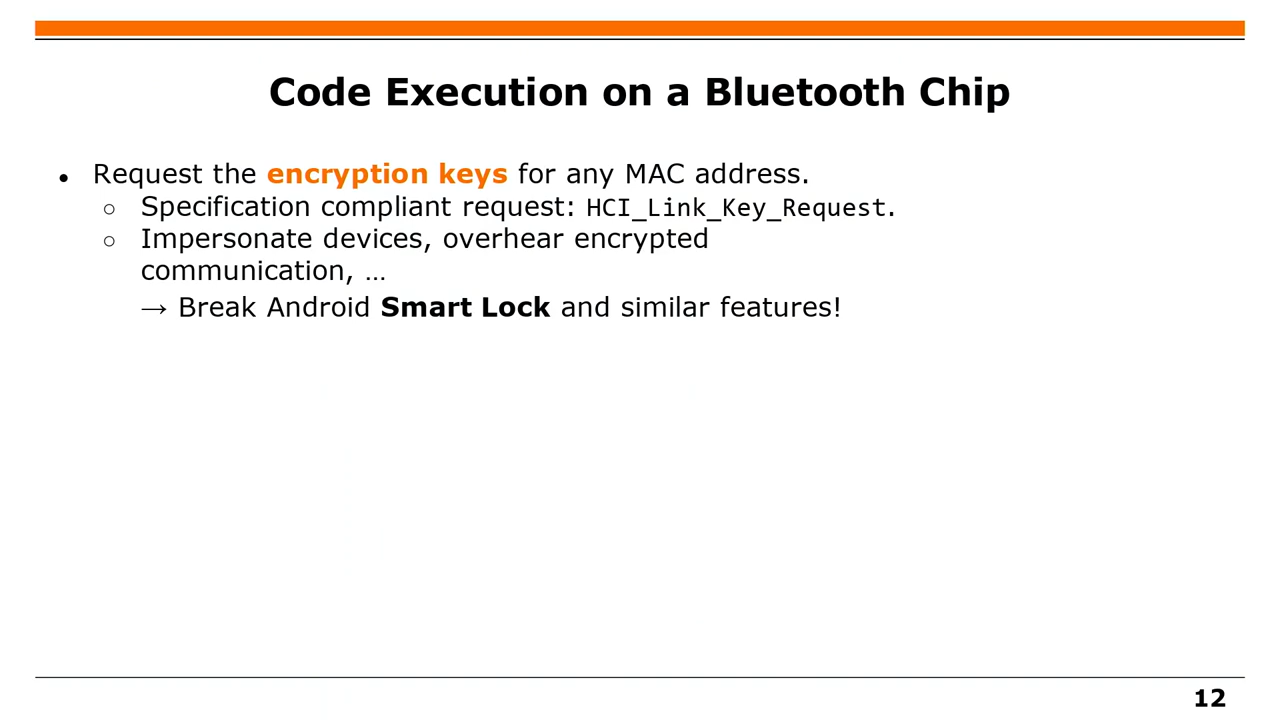 Code Execution on a Bluetooth Chip
● Request the encryption keys for any MAC address.
○ Specification compliant request: HCI_Link_Key_Request.
○ Impersonate devices, overhear encrypted
communication, …
→ Break Android Smart Lock and similar features!
12